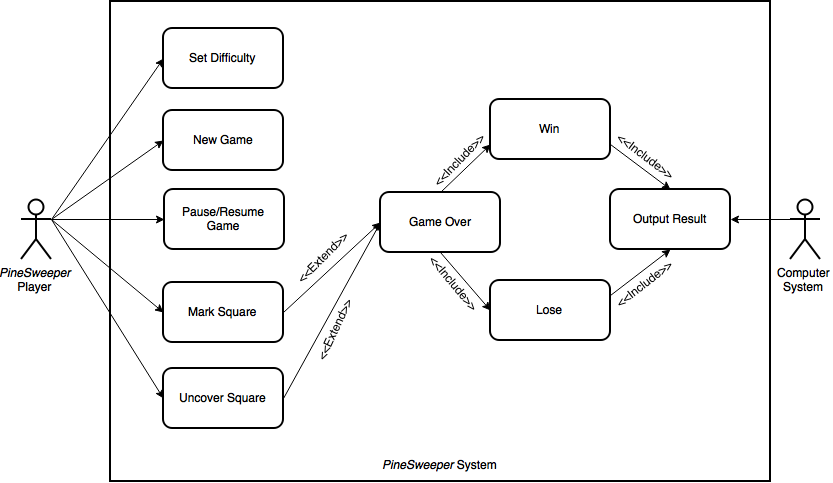 Set Difficulty
New Game
Pause/Resume
Game
Mark Square
Uncover Square
PineSweeper
Player
<<Extend>>
<<Extend>>
Game Over
<<Include>>
<<Include>>
Win
Lose
<<Include>>
<<Include>>
Output Result
Computer
System
PineSweeper System